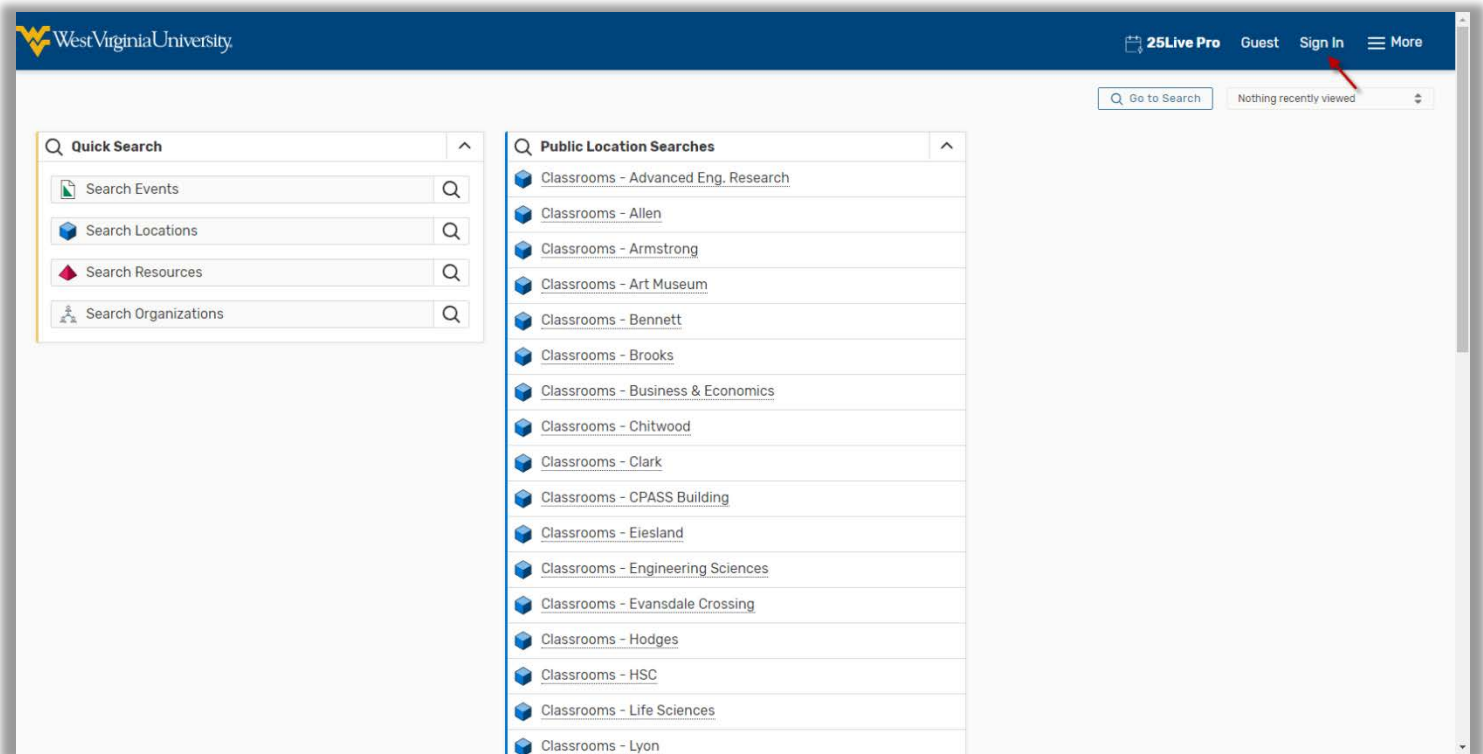 West Virginia University.
25Live Pro Guest Sign In More
Go to Search Nothing recently viewed
Quick Search
Search Events
Search Locations
Search Resources
Search Organizations
Public Location Searches
Classrooms - Advanced Eng. Research
Classrooms - Allen
Classrooms - Armstrong
Classrooms - Art Museum
Classrooms - Bennett
Classrooms - Brooks
Classrooms - Business & Economics
Classrooms - Chitwood
Classrooms - Clark
Classrooms - CPASS Building
Classrooms - Eiesland
Classrooms - Engineering Sciences
Classrooms - Evansdale Crossing
Classrooms - Hodges
Classrooms - HSC
Classrooms - Life Sciences
Classrooms - Lyon